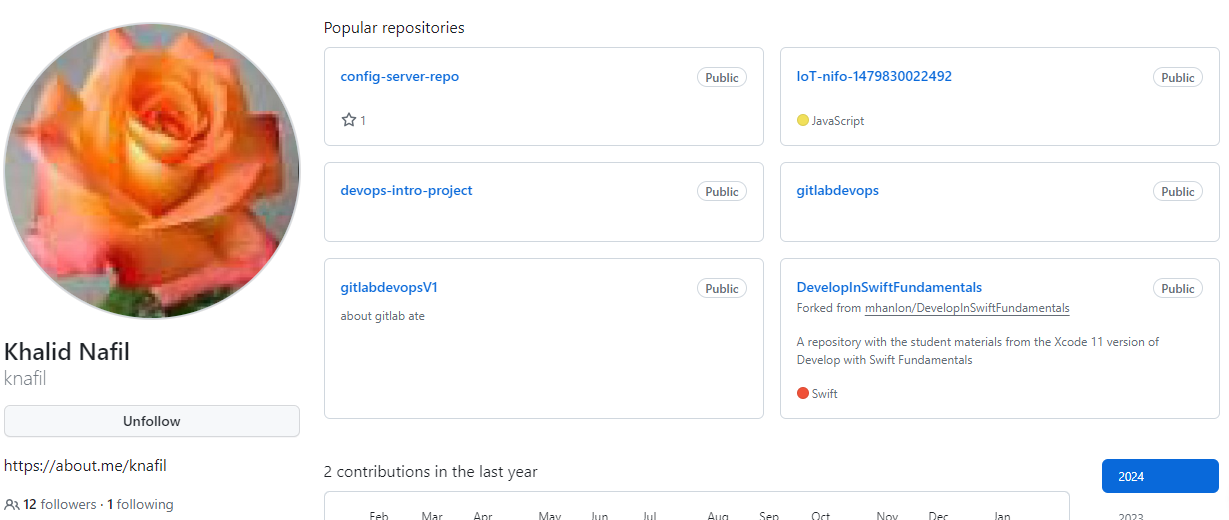 Popular repositories
config-server-repo
Public
1
IoT-nifo-1479830022492
Public
JavaScript
devops-intro-project
Public
gitlabdevops
Public
gitlabdevopsV1
Public
about gitlab ate
DevelopInSwiftFundamentals
Public
Forked from mhanlon/DevelopInSwiftFundamentals
A repository with the student materials from the Xcode 11 version of
Develop with Swift Fundamentals
Swift
Khalid Nafil
knafil
Unfollow
https://about.me/knafil
12 followers · 1 following
2 contributions in the last year
2024
2023
Feb Mar Apr May Jun Jul Aug Sep Oct Nov Dec Jan